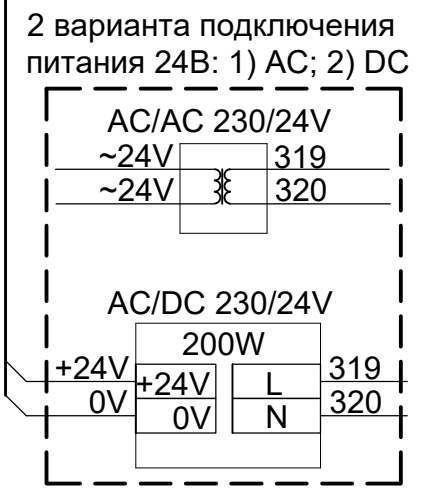 2 варианта подключения
питания 24В: 1) AC; 2) DC
AC/AC 230/24V
~24V 319
~24V 320
AC/DC 230/24V
200W
+24V +24V L 319
0V 0V N 320